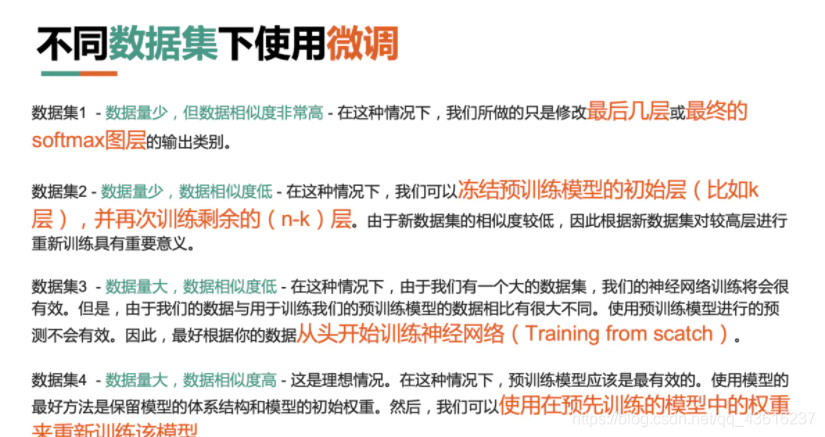 不同数据集下使用微调
数据集1 - 数据量少，但数据相似度非常高 - 在这种情况下，我们所做的只是修改最后几层或最终的
softmax图层的输出类别。
数据集2 - 数据量少，数据相似度低 - 在这种情况下，我们可以冻结预训练模型的初始层（比如k
层），并再次训练剩余的（n-k）层。由于新数据集的相似度较低，因此根据新数据集对较高层进行
重新训练具有重要意义。
数据集3 - 数据量大，数据相似度低 - 在这种情况下，由于我们有一个大的数据集，我们的神经网络训练将会很
有效。但是，由于我们的数据与用于训练我们的预训练模型的数据相比有很大不同。使用预训练模型进行的预
测不会有效。因此，最好根据你的数据从头开始训练神经网络（Training from scatch）。
数据集4 - 数据量大，数据相似度高 - 这是理想情况。在这种情况下，预训练模型应该是最有效的。使用模型的
最好方法是保留模型的体系结构和模型的初始权重。然后，我们可以使用在预先训练的模型中的权重
来重新训练该模型
https://blog.csdn.net/qq_43616237